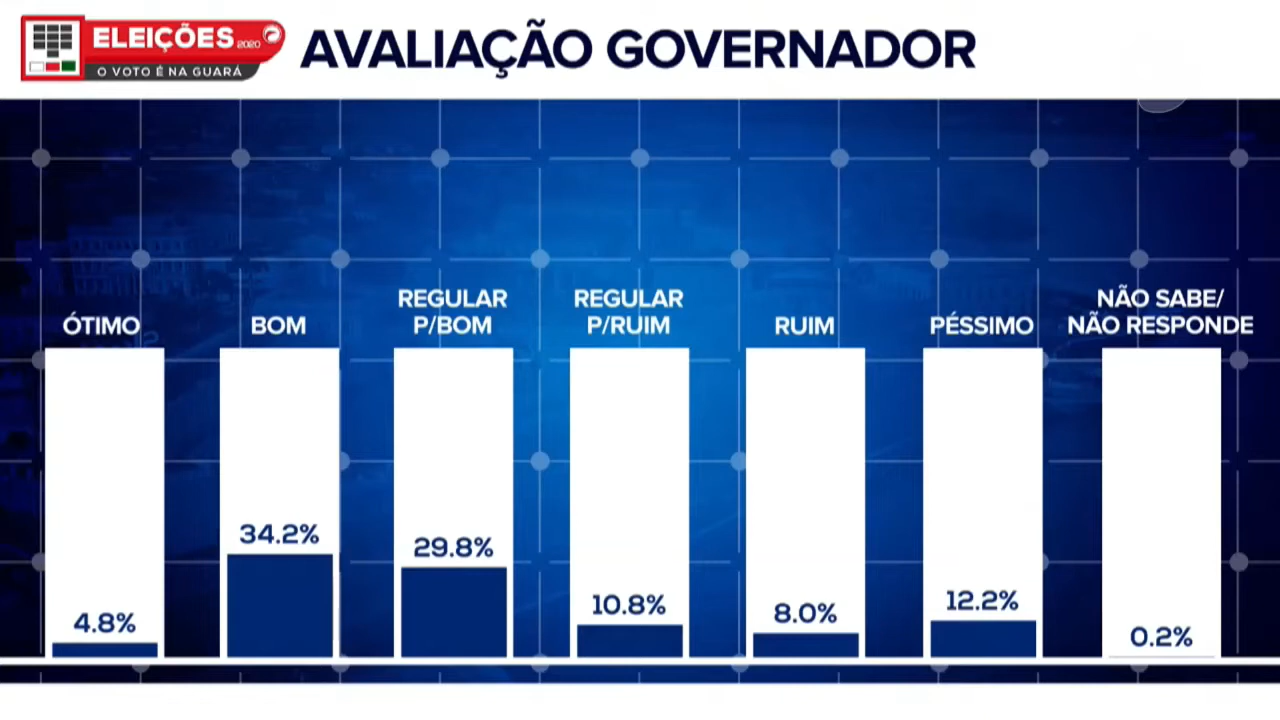 ELEIÇÕES 2020
O VOTO É NA GUARÁ
AVALIAÇÃO GOVERNADOR
ÓTIMO
BOM
REGULAR
P/BOM
REGULAR
P/RUIM
RUIM
PÉSSIMO
NÃO SABE/
NÃO RESPONDE
4.8%
34.2%
29.8%
10.8%
8.0%
12.2%
0.2%